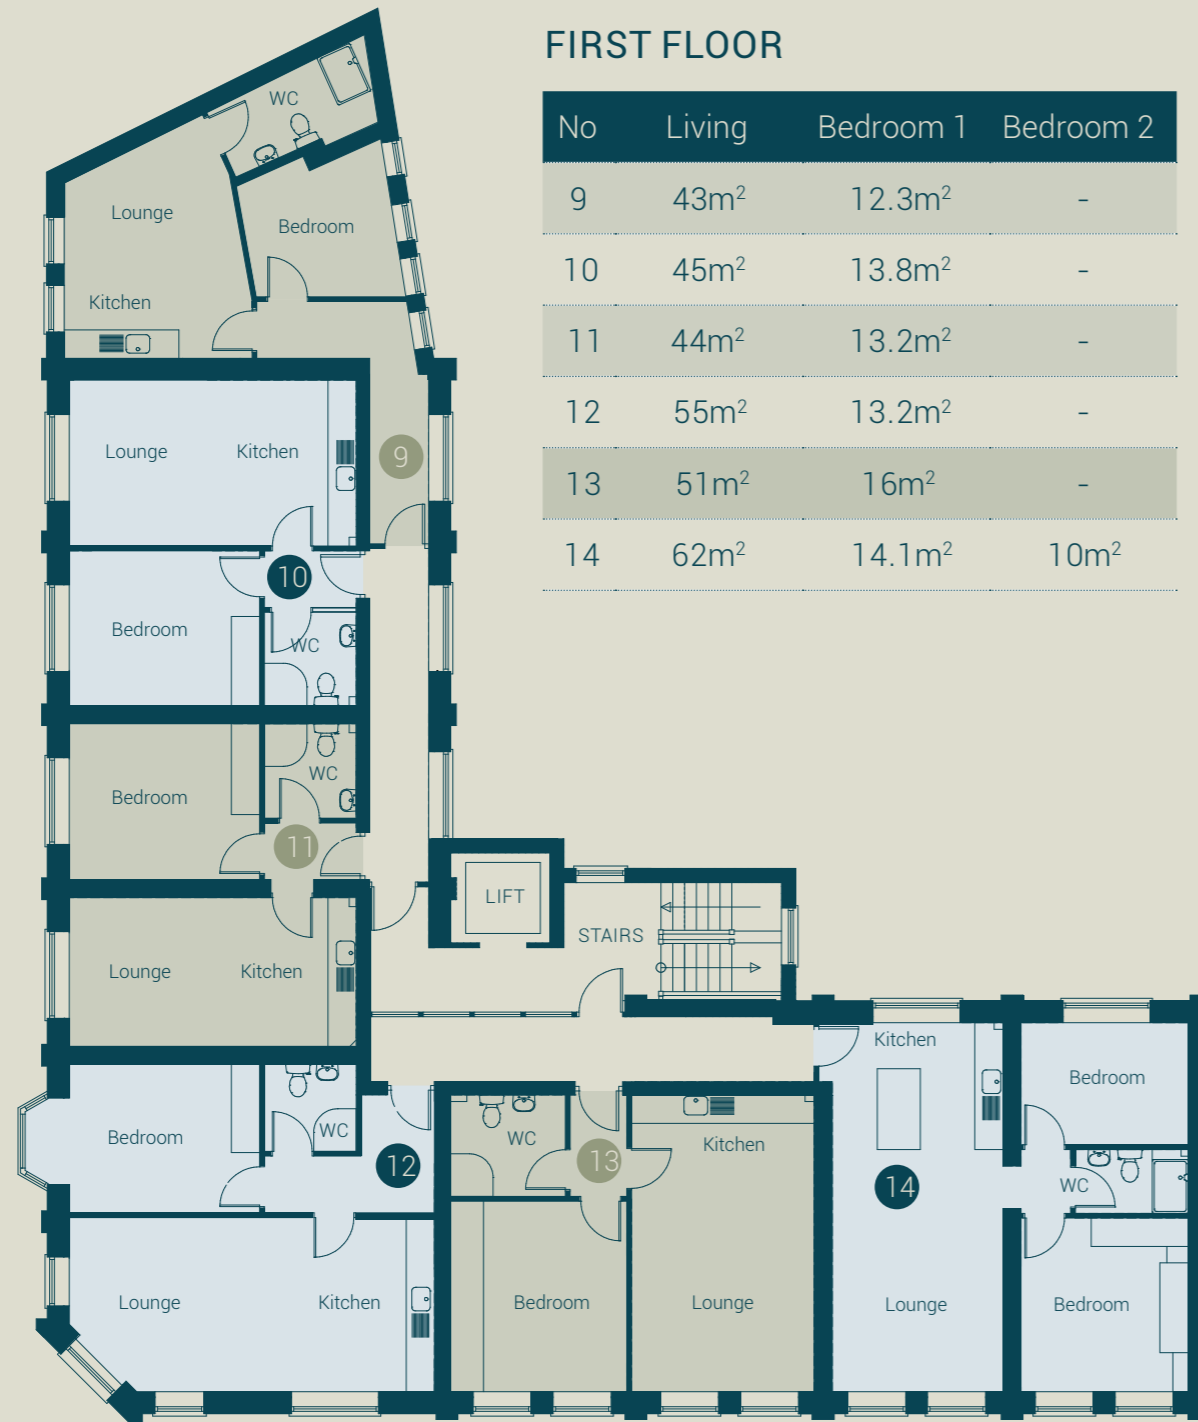 FIRST FLOOR
No Living Bedroom 1 Bedroom 2
9 43m² 12.3m² -
10 45m² 13.8m² -
11 44m² 13.2m² -
12 55m² 13.2m² -
13 51m² 16m² -
14 62m² 14.1m² 10m²
WC
Lounge
Bedroom
Kitchen
Lounge Kitchen
9
10
Bedroom
WC
WC
Bedroom
11
LIFT
STAIRS
Lounge Kitchen
Kitchen
Bedroom
WC
Bedroom
WC
Kitchen
12
13
14
WC
Lounge Kitchen
Bedroom
Lounge
Lounge
Bedroom